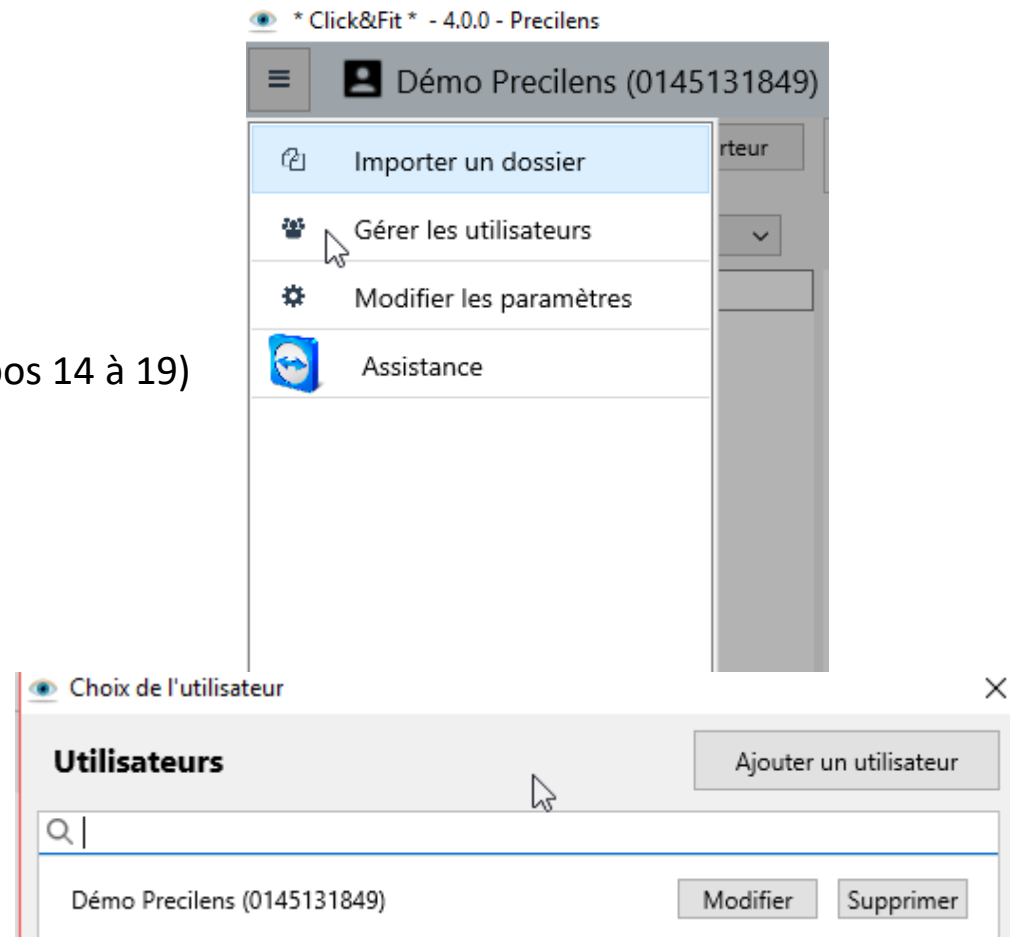 * Click&Fit * - 4.0.0 - Precilens
Démo Precilens (0145131849)
Importer un dossier
rteur
Gérer les utilisateurs
Modifier les paramètres
os 14 à 19)
Assistance
Choix de l'utilisateur
Utilisateurs
Ajouter un utilisateur
Démo Precilens (0145131849)
Modifier
Supprimer